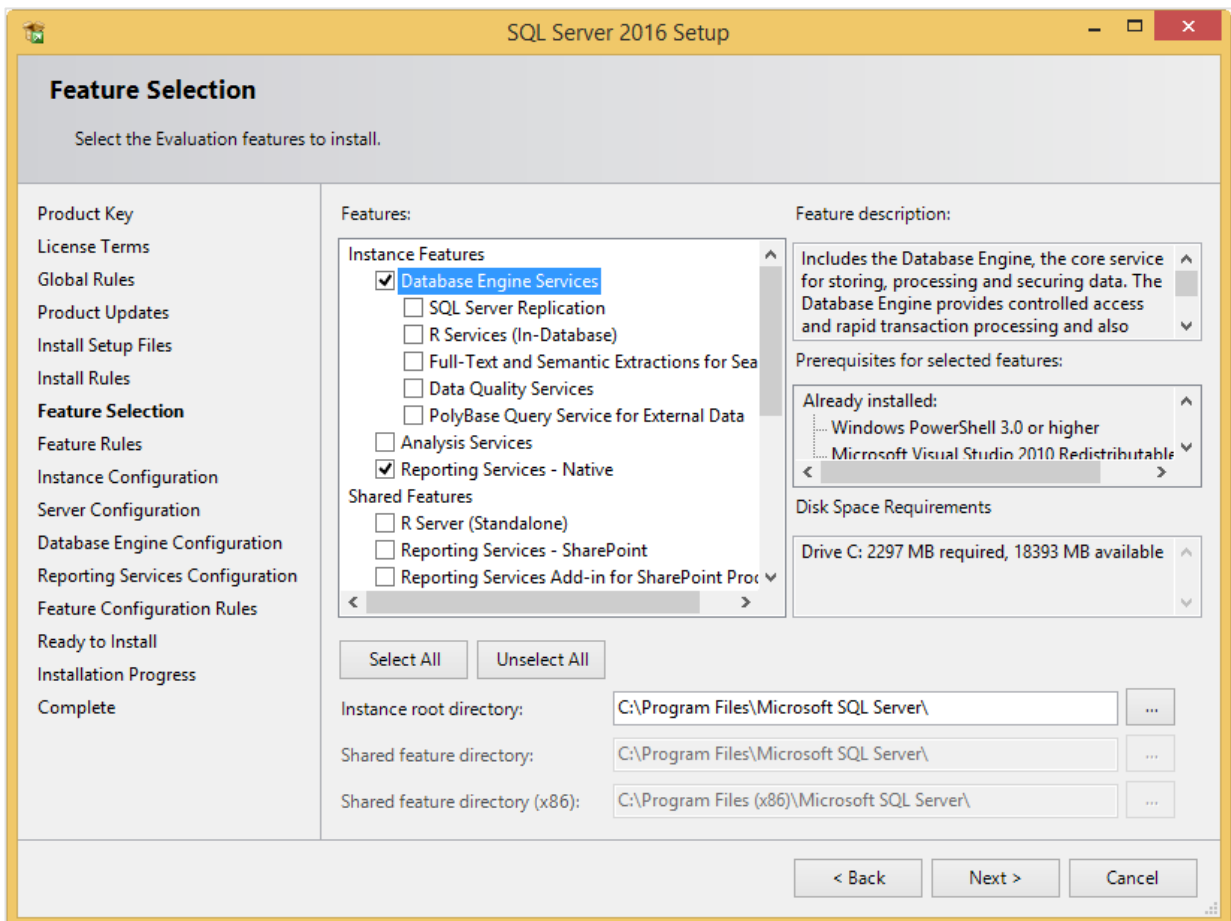 SQL Server 2016 Setup
Feature Selection
Select the Evaluation features to install.
Product Key
License Terms
Global Rules
Product Updates
Install Setup Files
Install Rules
Feature Selection
Feature Rules
Instance Configuration
Server Configuration
Database Engine Configuration
Reporting Services Configuration
Feature Configuration Rules
Ready to Install
Installation Progress
Complete
Features:
Instance Features
Database Engine Services
SQL Server Replication
R Services (In-Database)
Full-Text and Semantic Extractions for Sea
Data Quality Services
PolyBase Query Service for External Data
Analysis Services
Reporting Services - Native
Shared Features
R Server (Standalone)
Reporting Services - SharePoint
Reporting Services Add-in for SharePoint Proc
Feature description:
Includes the Database Engine, the core service
for storing, processing and securing data. The
Database Engine provides controlled access
and rapid transaction processing and also
Prerequisites for selected features:
Already installed:
Windows PowerShell 3.0 or higher
Microsoft Visual Studio 2010 Redistributable
Disk Space Requirements
Drive C: 2297 MB required, 18393 MB available
Select All
Unselect All
Instance root directory:
C:\Program Files\Microsoft SQL Server\
...
Shared feature directory:
C:\Program Files\Microsoft SQL Server\
...
Shared feature directory (x86):
C:\Program Files (x86)\Microsoft SQL Server\
...
< Back
Next >
Cancel